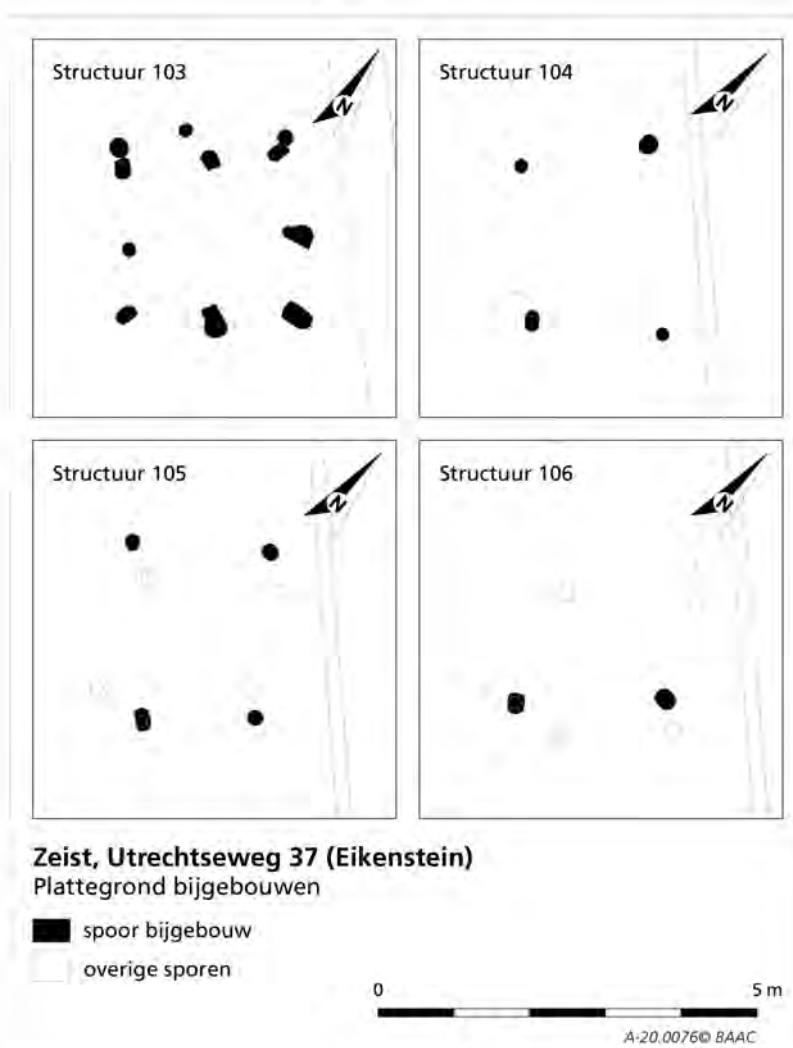 Structuur 103
N
Structuur 104
N
Structuur 105
N
Structuur 106
N
Zeist, Utrechtseweg 37 (Eikenstein)
Plattegrond bijgebouwen
spoor bijgebouw
overige sporen
0 5 m
A-20.0076© BAAC